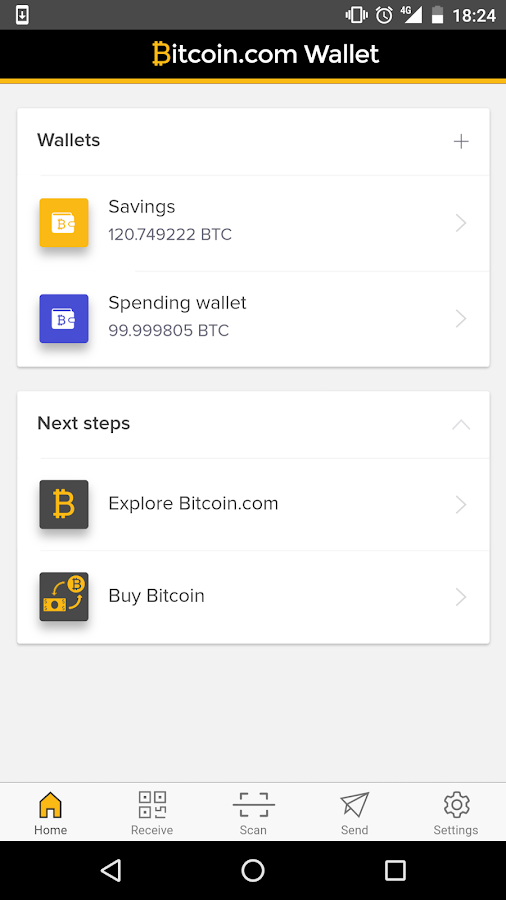 4G 18:24
Bitcoin.com Wallet
Wallets
Savings
120.749222 BTC
Spending wallet
99.999805 BTC
Next steps
Explore Bitcoin.com
Buy Bitcoin
Home Receive Scan Send Settings